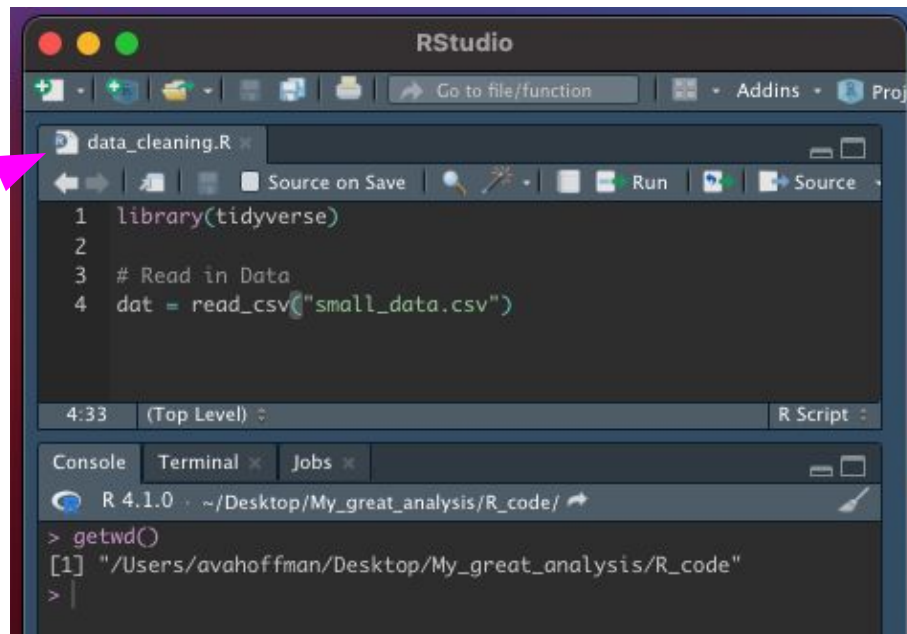 RStudio
Go to file/function
Addins
Proj
data_cleaning.R
Source on Save
Run
Source
1 library(tidyverse)
2
3 # Read in Data
4 dat = read_csv("small_data.csv")
4:33 (Top Level)
R Script
Console Terminal Jobs
R 4.1.0 · ~/Desktop/My_great_analysis/R_code/
> getwd()
[1] "/Users/avahoffman/Desktop/My_great_analysis/R_code"
>